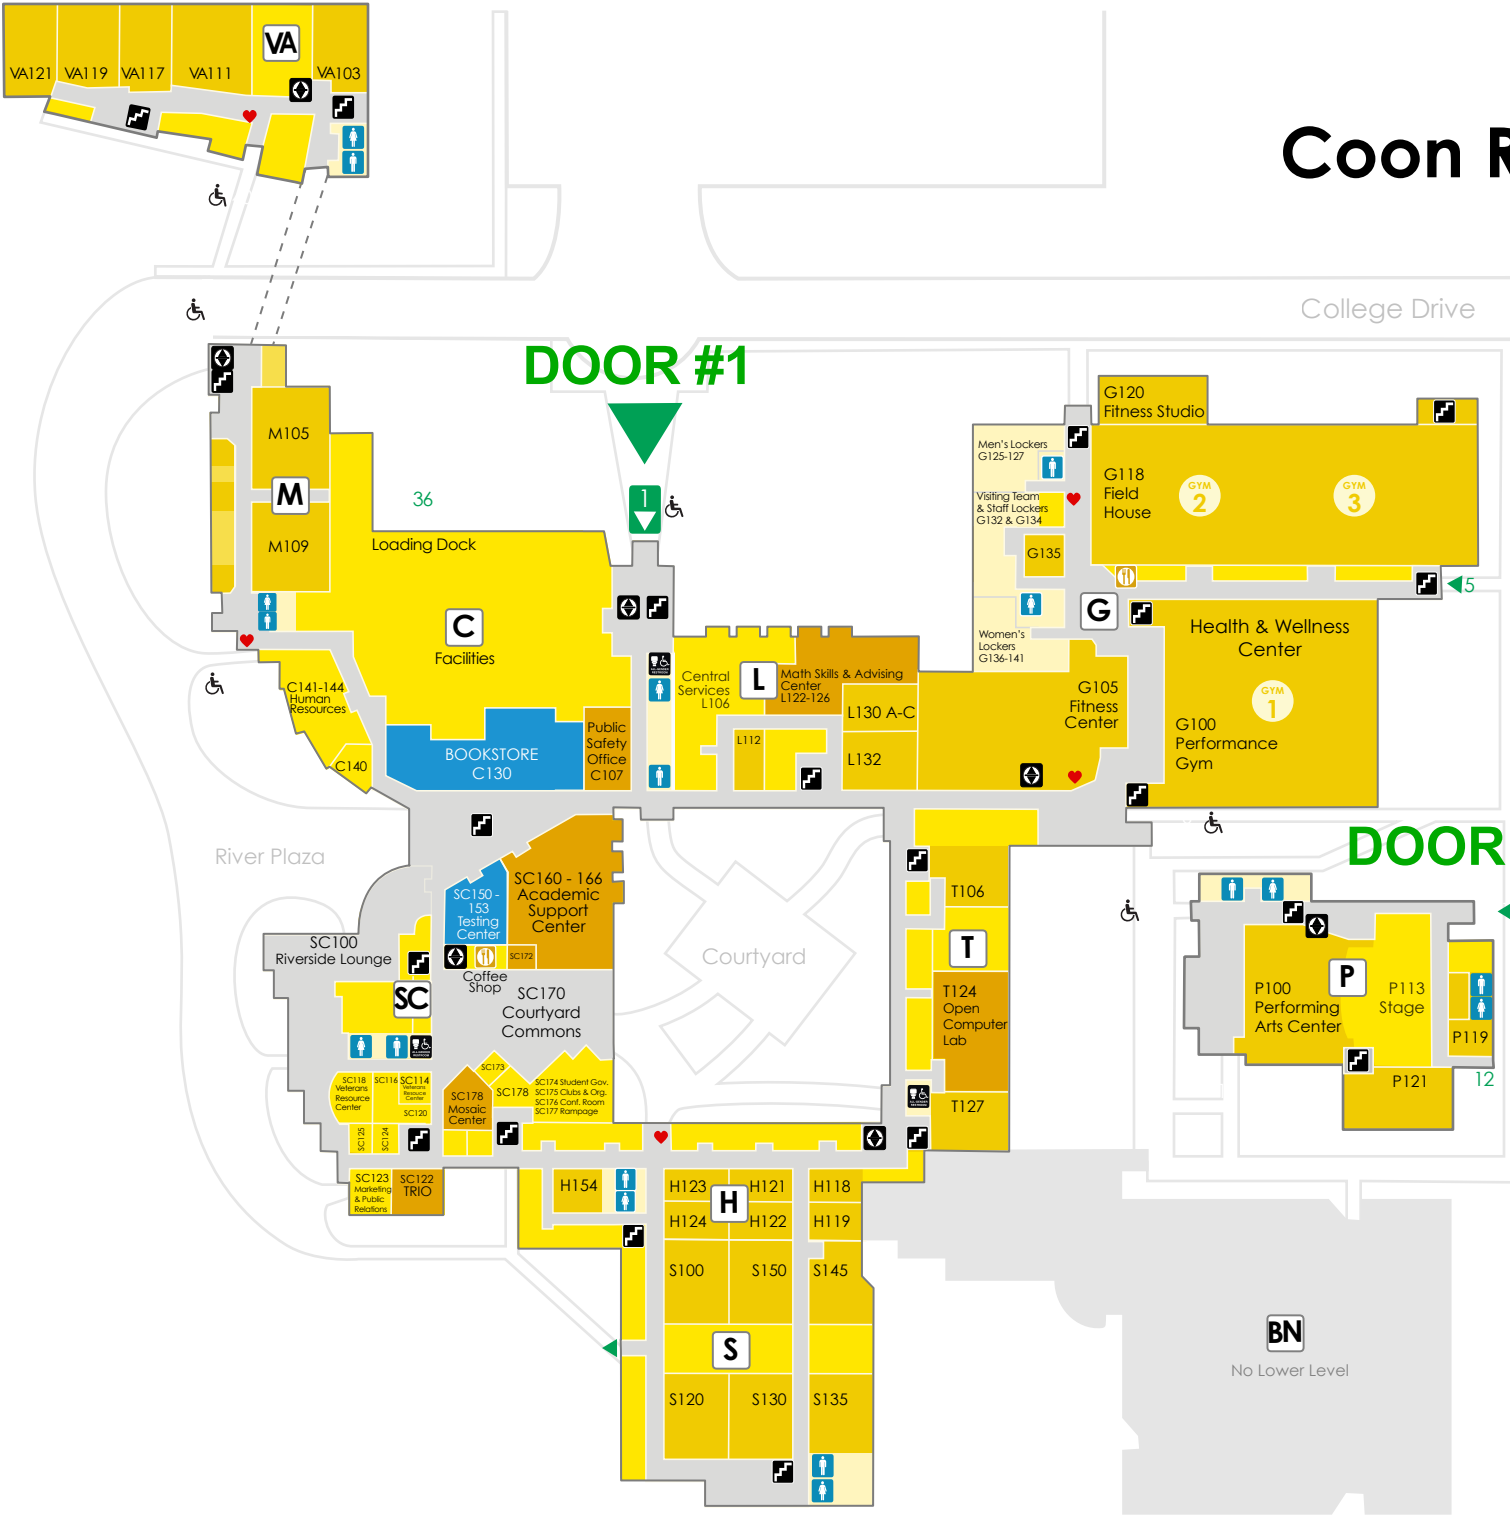 VA
VA121
VA119
VA117
VA111
VA103
Coon R
College Drive
DOOR #1
1
36
M105
M
M109
Loading Dock
C
Facilities
C141-144
Human
Resources
C140
BOOKSTORE
C130
Public
Safety
Office
C107
Central
Services
L106
L
Math Skills & Advising
Center
L122-126
L112
L130 A-C
L132
Men's Lockers
G125-127
Visiting Team
& Staff Lockers
G132 & G134
G135
Women's
Lockers
G136-141
G
G120
Fitness Studio
G118
Field
House
GYM
2
GYM
3
5
Health & Wellness
Center
GYM
1
G105
Fitness
Center
G100
Performance
Gym
DOOR
River Plaza
SC150 -
153
Testing
Center
SC160 - 166
Academic
Support
Center
SC172
Coffee
Shop
SC100
Riverside Lounge
SC
SC170
Courtyard
Commons
Courtyard
T106
T
T124
Open
Computer
Lab
T127
P100
Performing
Arts Center
P
P113
Stage
P119
P121
12
SC118
Veterans
Resource
Center
SC116
SC114
Veterans
Resource
Center
SC120
SC125
SC124
SC173
SC178
SC178
Mosaic
Center
SC174 Student Gov.
SC175 Clubs & Org.
SC176 Conf. Room
SC177 Rampage
SC123
Marketing
& Public
Relations
SC122
TRIO
H154
H123
H121
H118
H
H124
H122
H119
S100
S150
S145
S
S120
S130
S135
BN
No Lower Level